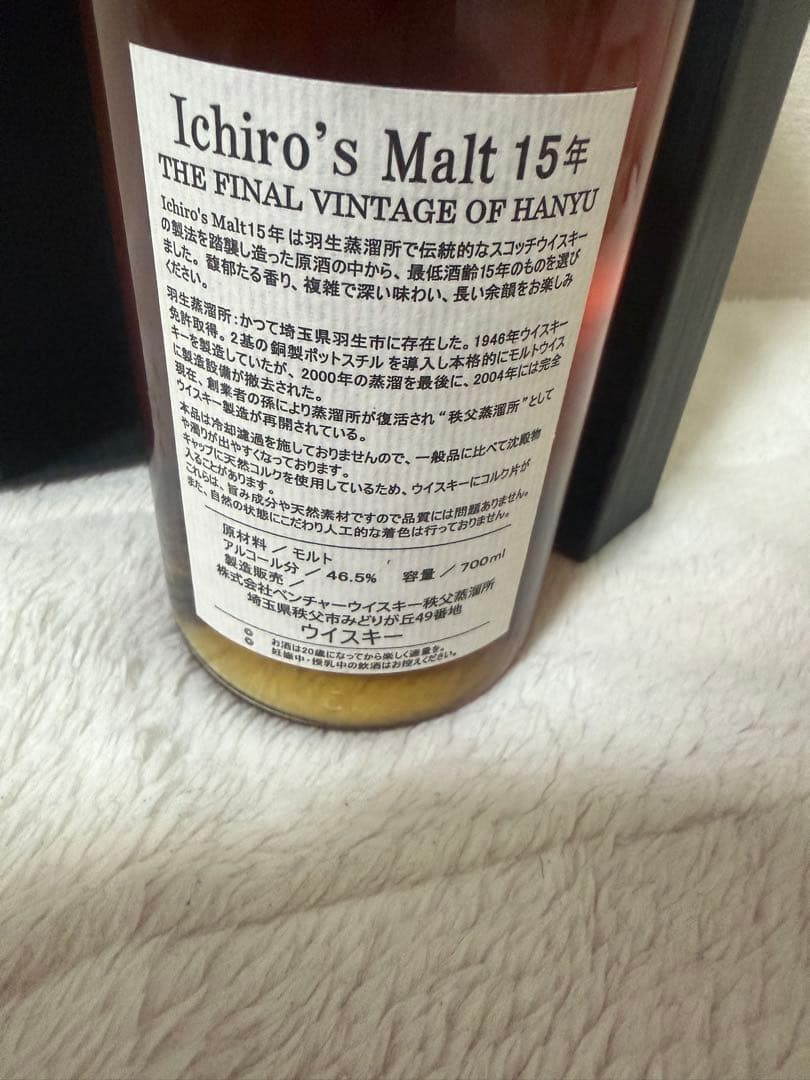 Ichiro's Malt 15年
THE FINAL VINTAGE OF HANYU
Ichiro's Malt15年は羽生蒸溜所で伝統的なスコッチウイスキー
の製法を踏襲し造った原酒の中から、最低酒齢15年のものを選び
ました。馥郁たる香り、複雑で深い味わい、長い余韻をお楽しみ
ください。
羽生蒸溜所：かつて埼玉県羽生市に存在した。1946年ウイスキー
免許取得。2基の銅製ポットスチルを導入し本格的にモルトウイス
キーを製造していたが、2000年の蒸溜を最後に、2004年には完全
に製造設備が撤去された。
現在、創業者の孫により蒸溜所が復活され“秩父蒸溜所”として
ウイスキー製造が再開されている。
本品は冷却濾過を施しておりませんので、一般品に比べて沈殿物
や濁りが出やすくなっております。
キャップに天然コルクを使用しているため、ウイスキーにコルク片が
入ることがあります。
これらは、旨み成分や天然素材ですので品質には問題ありません。
また、自然の状態にこだわり人工的な着色は行っておりません。
原材料／モルト
アルコール分／46.5% 容量／700ml
製造販売／
株式会社ベンチャーウイスキー秩父蒸溜所
埼玉県秩父市みどりが丘49番地
ウイスキー
お酒は20歳になってから楽しく適量を。
妊娠中・授乳中の飲酒はお控えください。